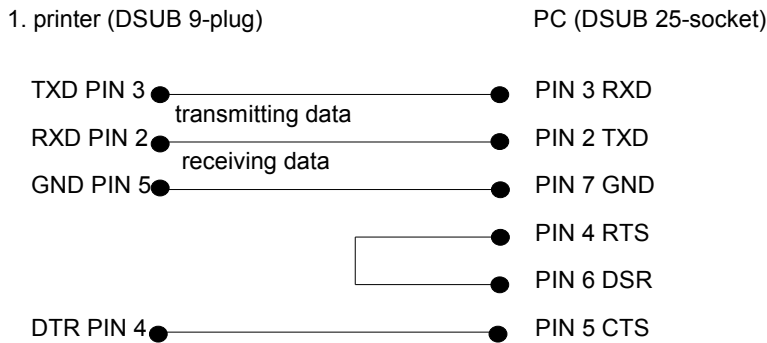 1. printer (DSUB 9-plug) PC (DSUB 25-socket)
TXD PIN 3 PIN 3 RXD
transmitting data
RXD PIN 2 PIN 2 TXD
receiving data
GND PIN 5 PIN 7 GND
PIN 4 RTS
PIN 6 DSR
DTR PIN 4 PIN 5 CTS